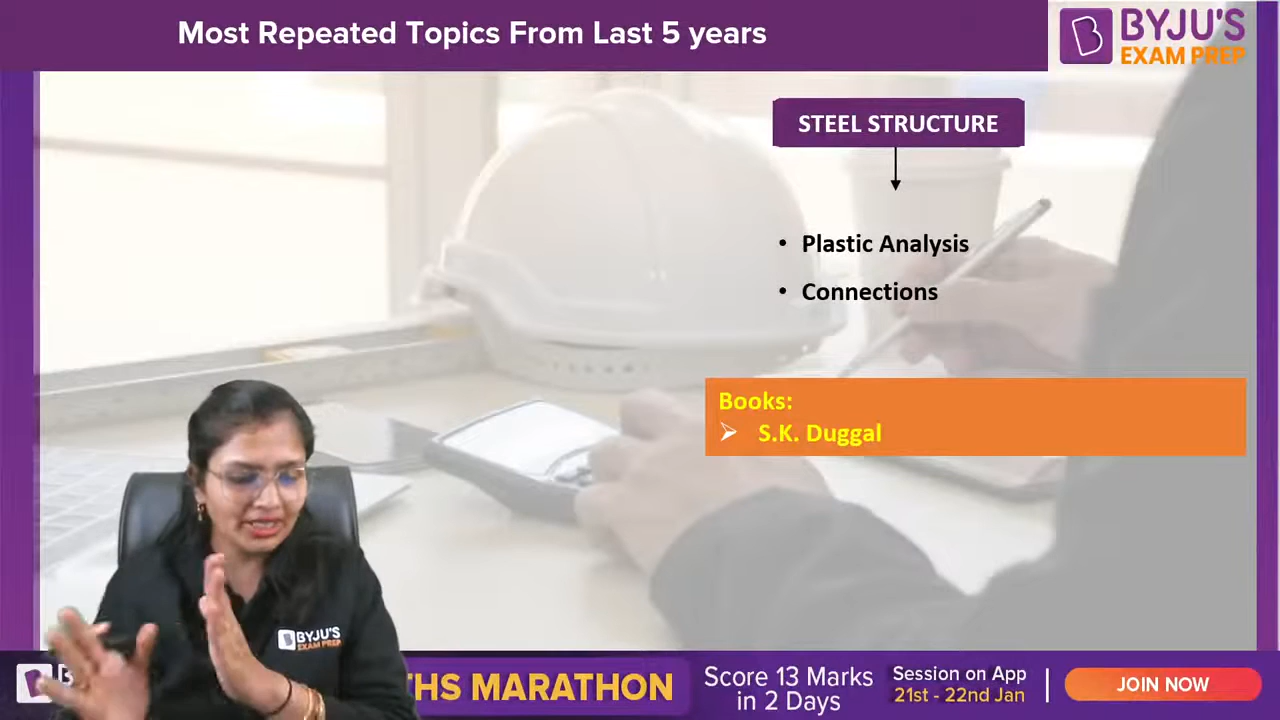 Most Repeated Topics From Last 5 years
BYJU'S
EXAM PREP
STEEL STRUCTURE
• Plastic Analysis
• Connections
Books:
➢ S.K. Duggal
BYJU'S
EXAM PREP
MARATHON
Score 13 Marks
in 2 Days
Session on App
21st - 22nd Jan
JOIN NOW